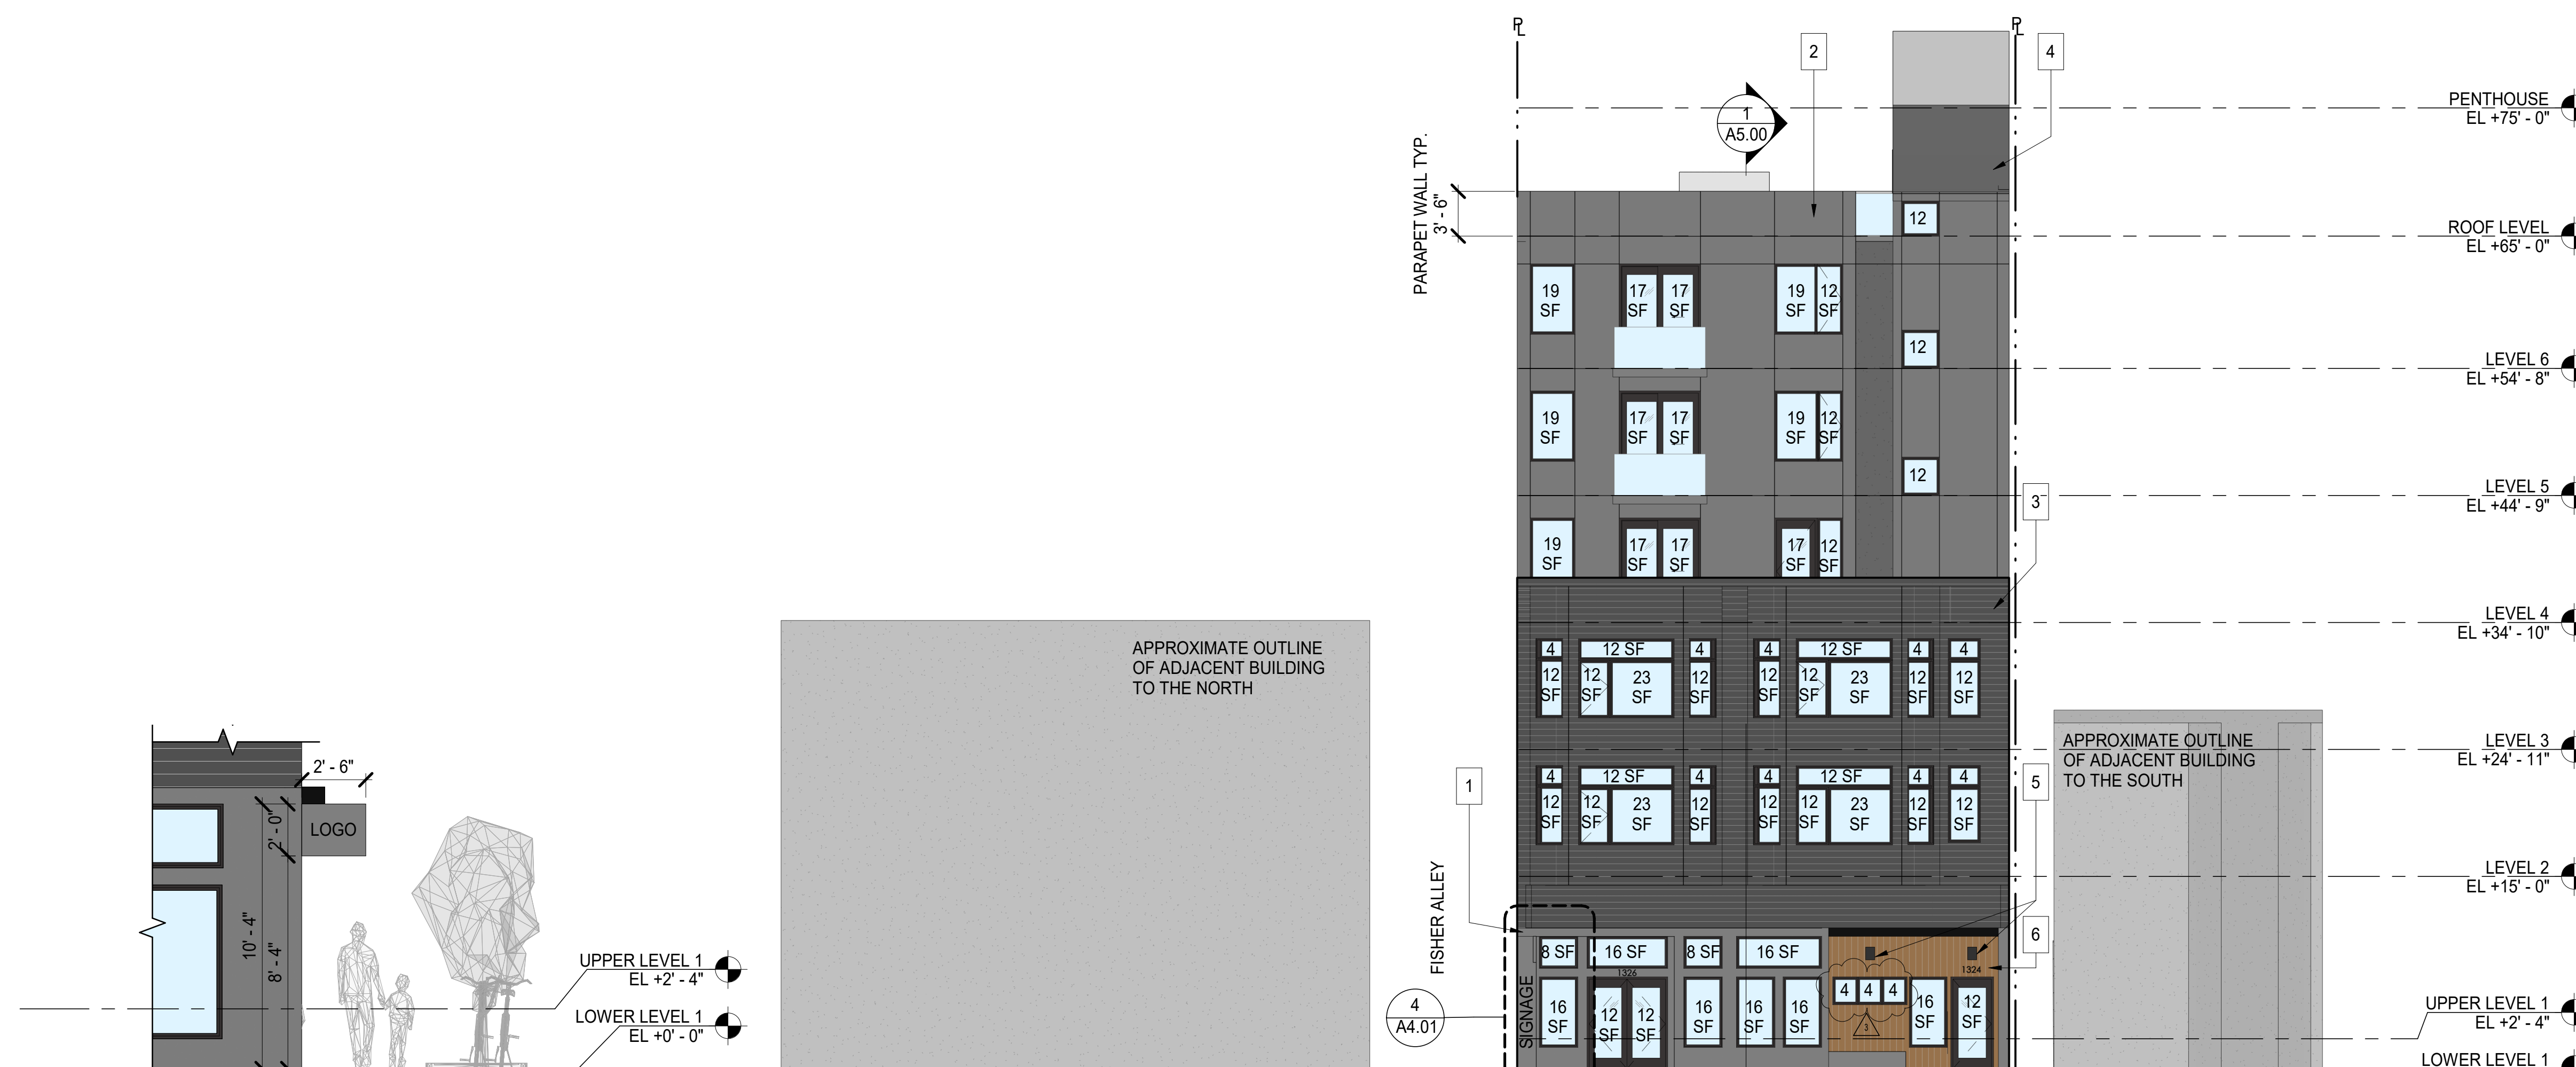 PL
PL
2
4
1
A5.00
PENTHOUSE
EL +75' - 0"
PARAPET WALL TYP.
3' - 6"
12
ROOF LEVEL
EL +65' - 0"
19
SF
17
SF
17
SF
19
SF
12
SF
12
LEVEL 6
EL +54' - 8"
19
SF
17
SF
17
SF
19
SF
12
SF
12
LEVEL 5
EL +44' - 9"
3
19
SF
17
SF
17
SF
17
SF
12
SF
LEVEL 4
EL +34' - 10"
APPROXIMATE OUTLINE
OF ADJACENT BUILDING
TO THE NORTH
4
12 SF
4
4
12 SF
4
4
12
SF
12
SF
23
SF
12
SF
12
SF
12
SF
23
SF
12
SF
12
SF
LEVEL 3
EL +24' - 11"
APPROXIMATE OUTLINE
OF ADJACENT BUILDING
TO THE SOUTH
4
12 SF
4
4
12 SF
4
4
12
SF
12
SF
23
SF
12
SF
12
SF
12
SF
23
SF
12
SF
12
SF
1
5
2' - 6"
2' - 0"
LOGO
10' - 4"
8' - 4"
LEVEL 2
EL +15' - 0"
FISHER ALLEY
6
8 SF
16 SF
8 SF
16 SF
1326
1324
SIGNAGE
16
SF
12
SF
12
SF
16
SF
16
SF
16
SF
4
4
4
16
SF
12
SF
3
4
A4.01
UPPER LEVEL 1
EL +2' - 4"
LOWER LEVEL 1
EL +0' - 0"
UPPER LEVEL 1
EL +2' - 4"
LOWER LEVEL 1